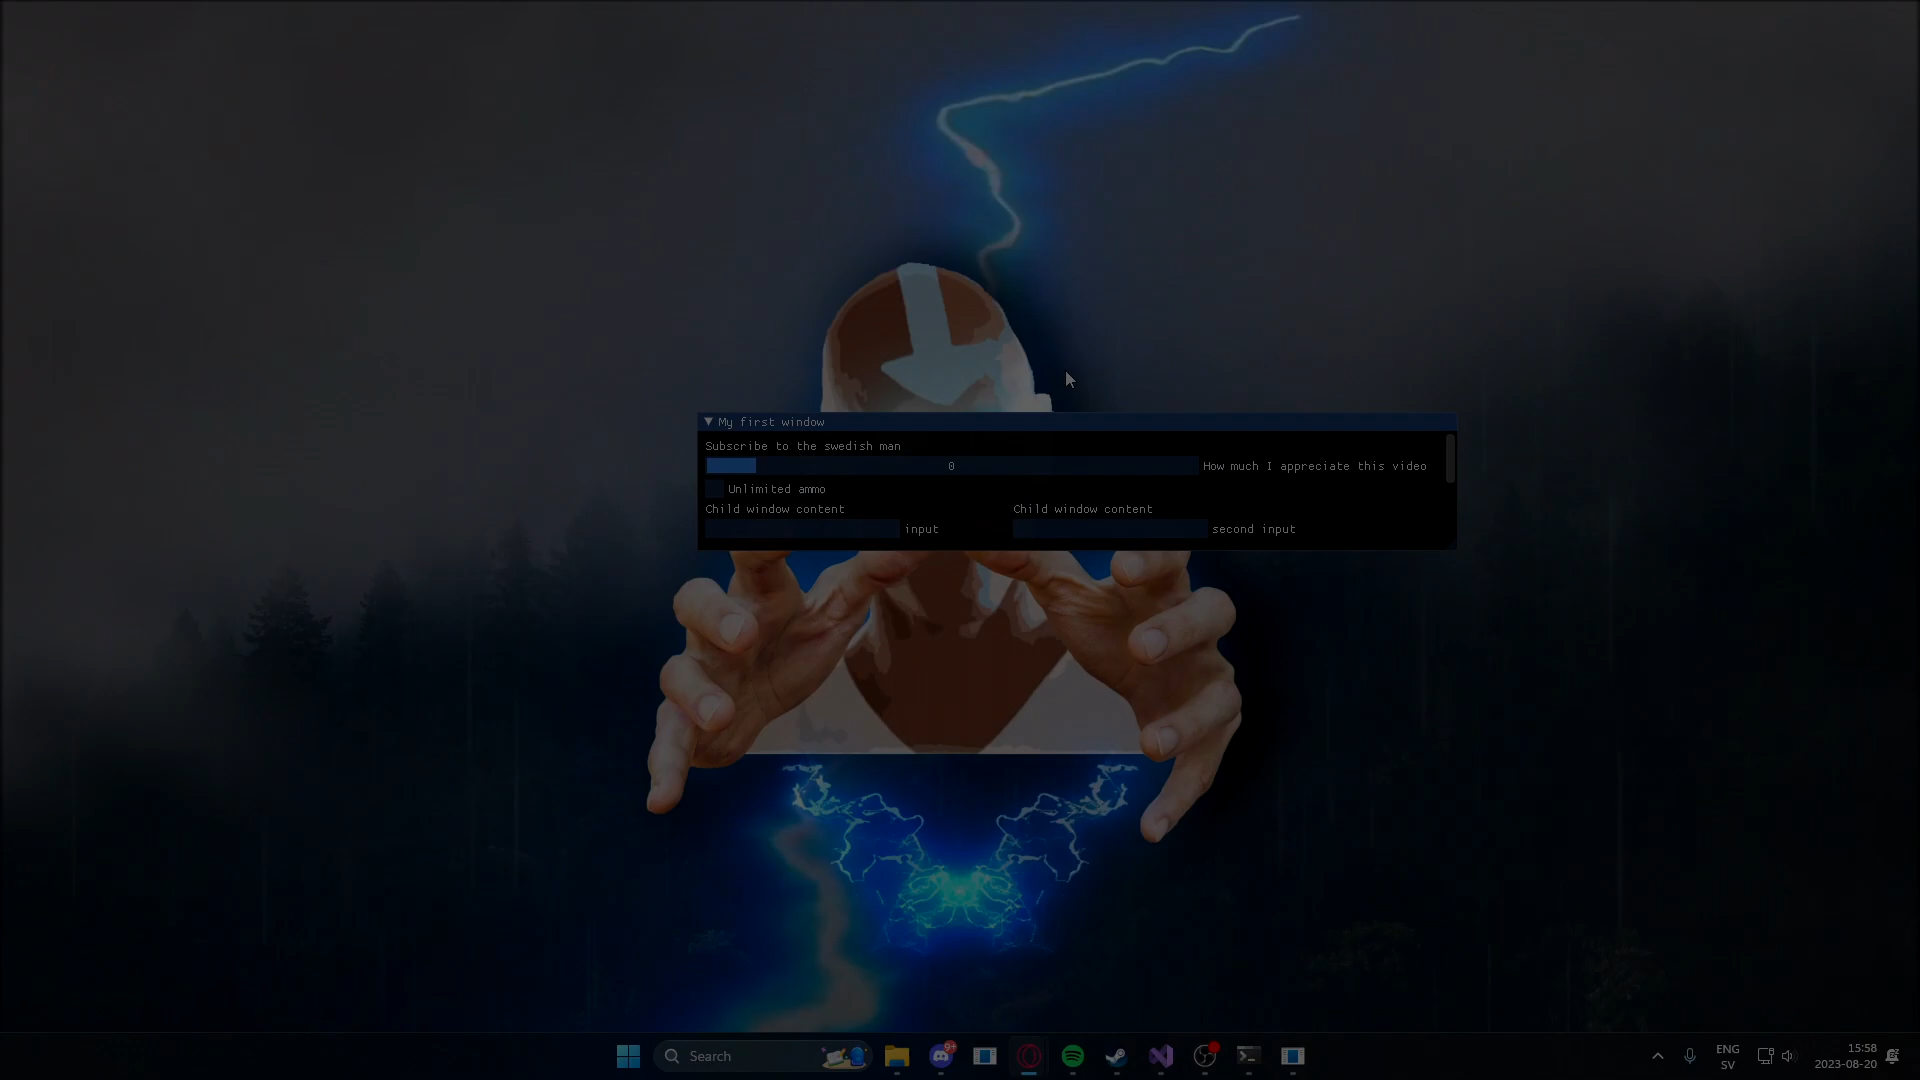 My first window
Subscribe to the swedish man
0 How much I appreciate this video
Unlimited ammo
Child window content Child window content
input second input
Search
9+
ENG
SV
15:58
2023-08-20